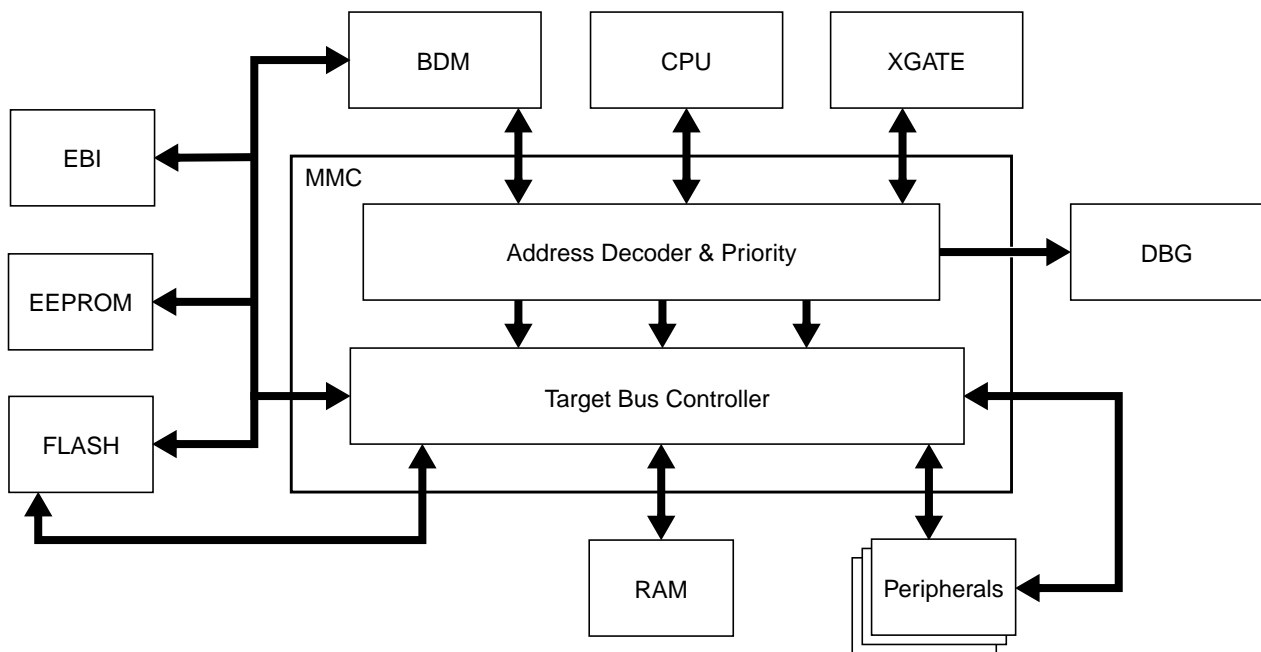 BDM
CPU
XGATE
EBI
MMC
Address Decoder & Priority
DBG
EEPROM
Target Bus Controller
FLASH
RAM
Peripherals